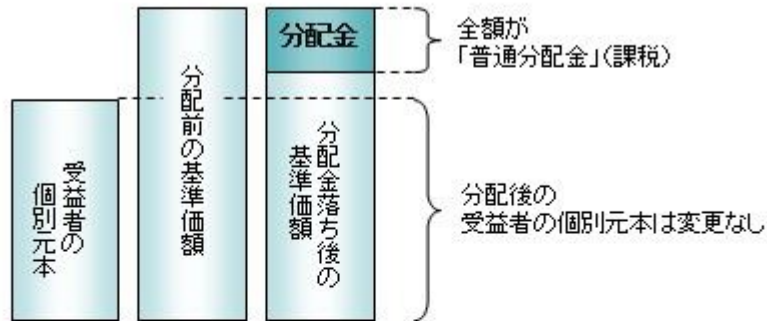 受益者の
個別元本
分配前の基準価額
分配金
分配金落ち後の
基準価額
全額が
「普通分配金」(課税)
分配後の
受益者の個別元本は変更なし